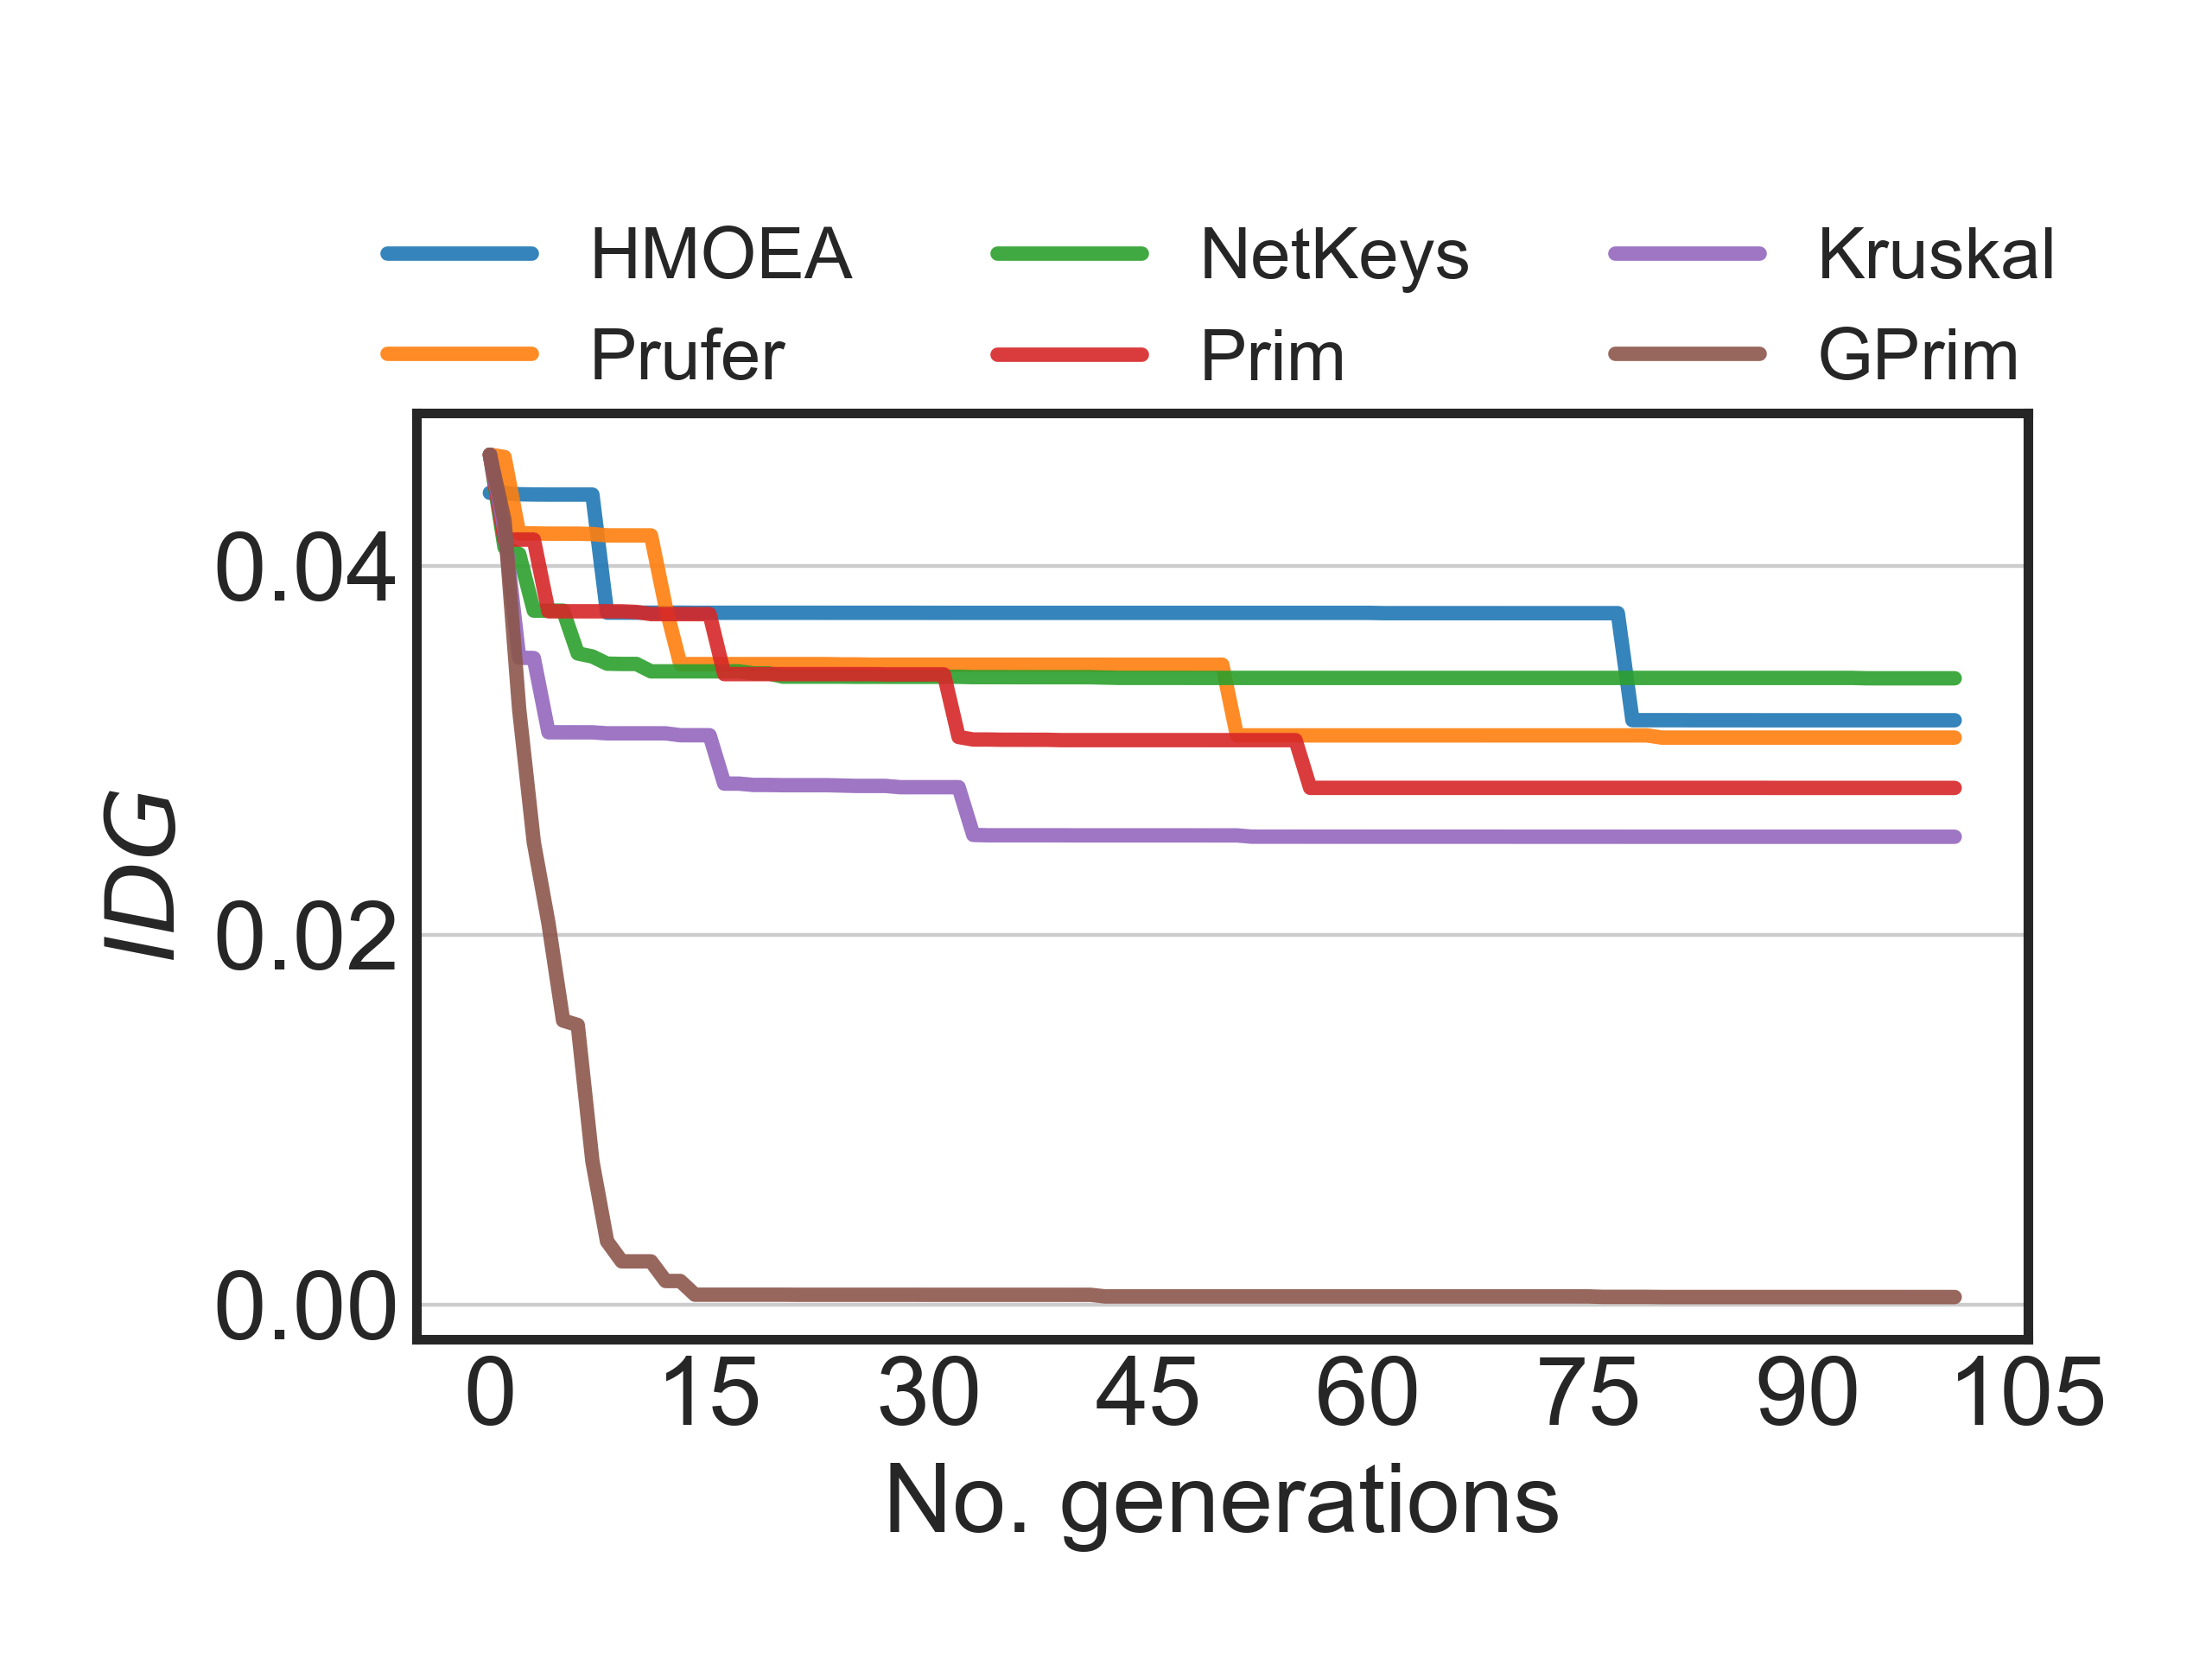 HMOEA NetKeys Kruskal
Prufer Prim GPrim
0.04
0.02
0.00
IDG
0 15 30 45 60 75 90 105
No. generations